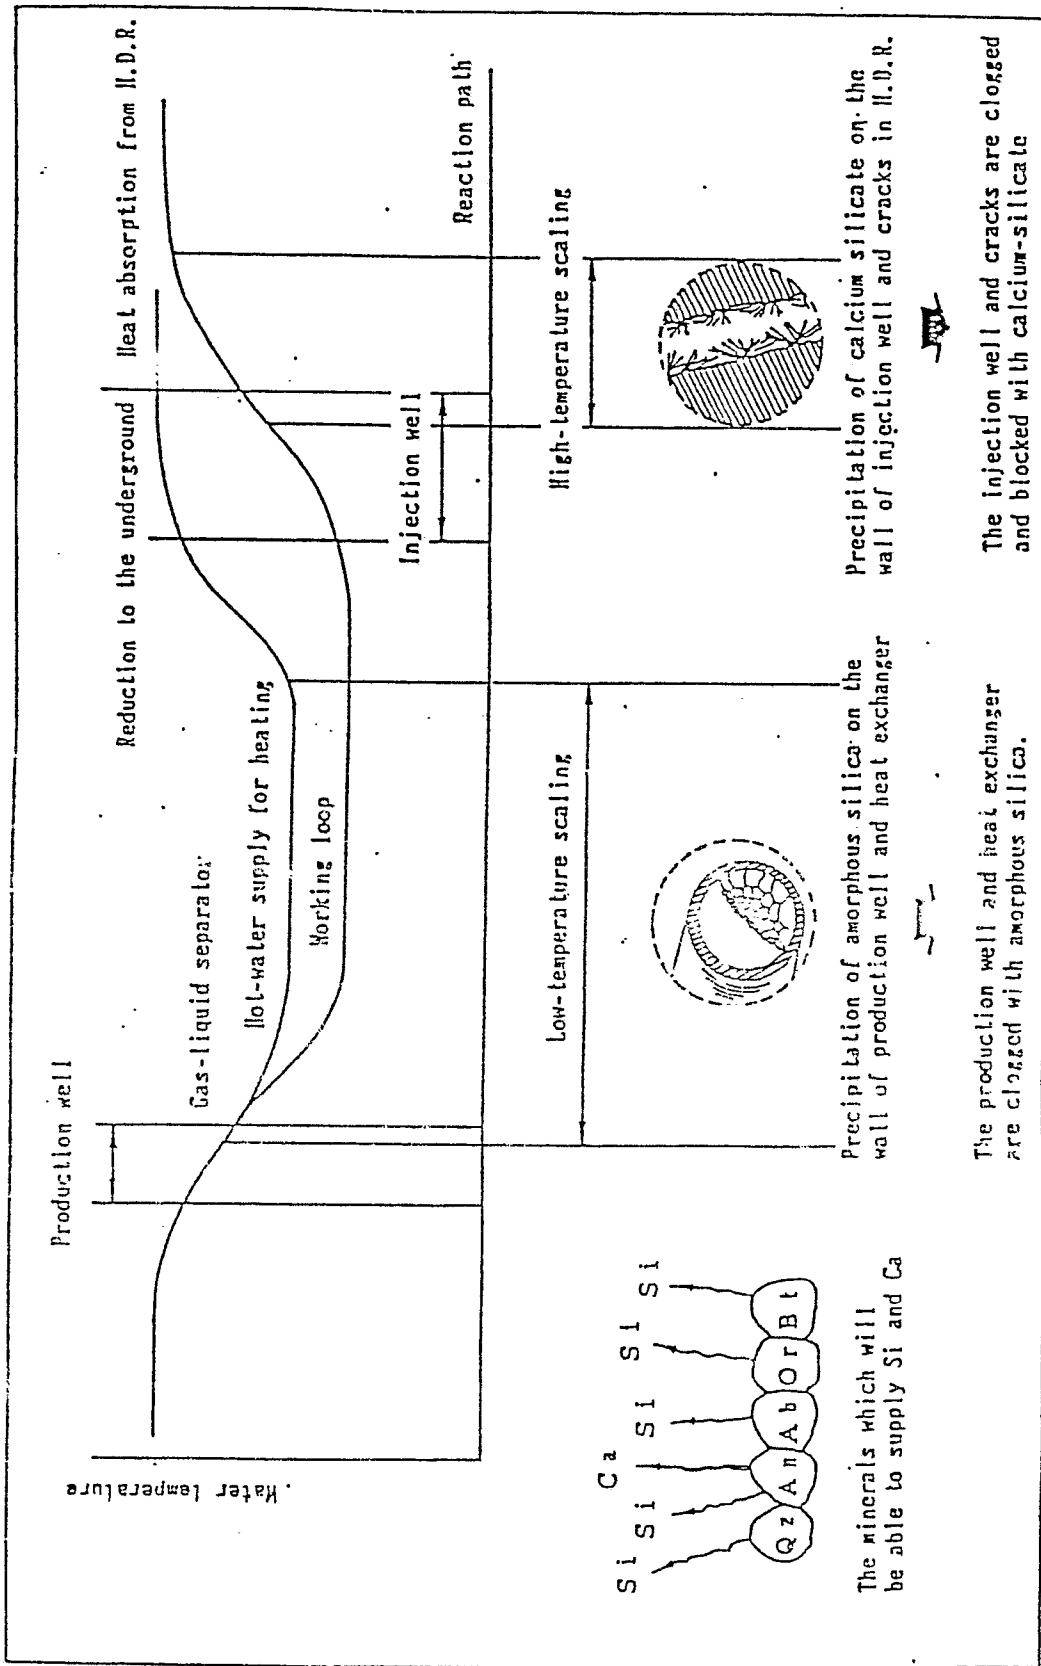 Production well
Reduction to the underground
Heat absorption from H.D.R.
Gas-liquid separator
Hot-water supply for heating
Working loop
Injection well
Water temperature
Reaction path
Low-temperature scaling
High-temperature scaling
Si
Si
Ca
Si
Si
Si
Qz
An
Ab
Or
Bt
The minerals which will
be able to supply Si and Ca
Precipitation of amorphous silica on the
wall of production well and heat exchanger
Precipitation of calcium silicate on the
wall of injection well and cracks in H.D.R.
The production well and heat exchanger
are clogged with amorphous silica.
The injection well and cracks are clogged
and blocked with calcium-silicate